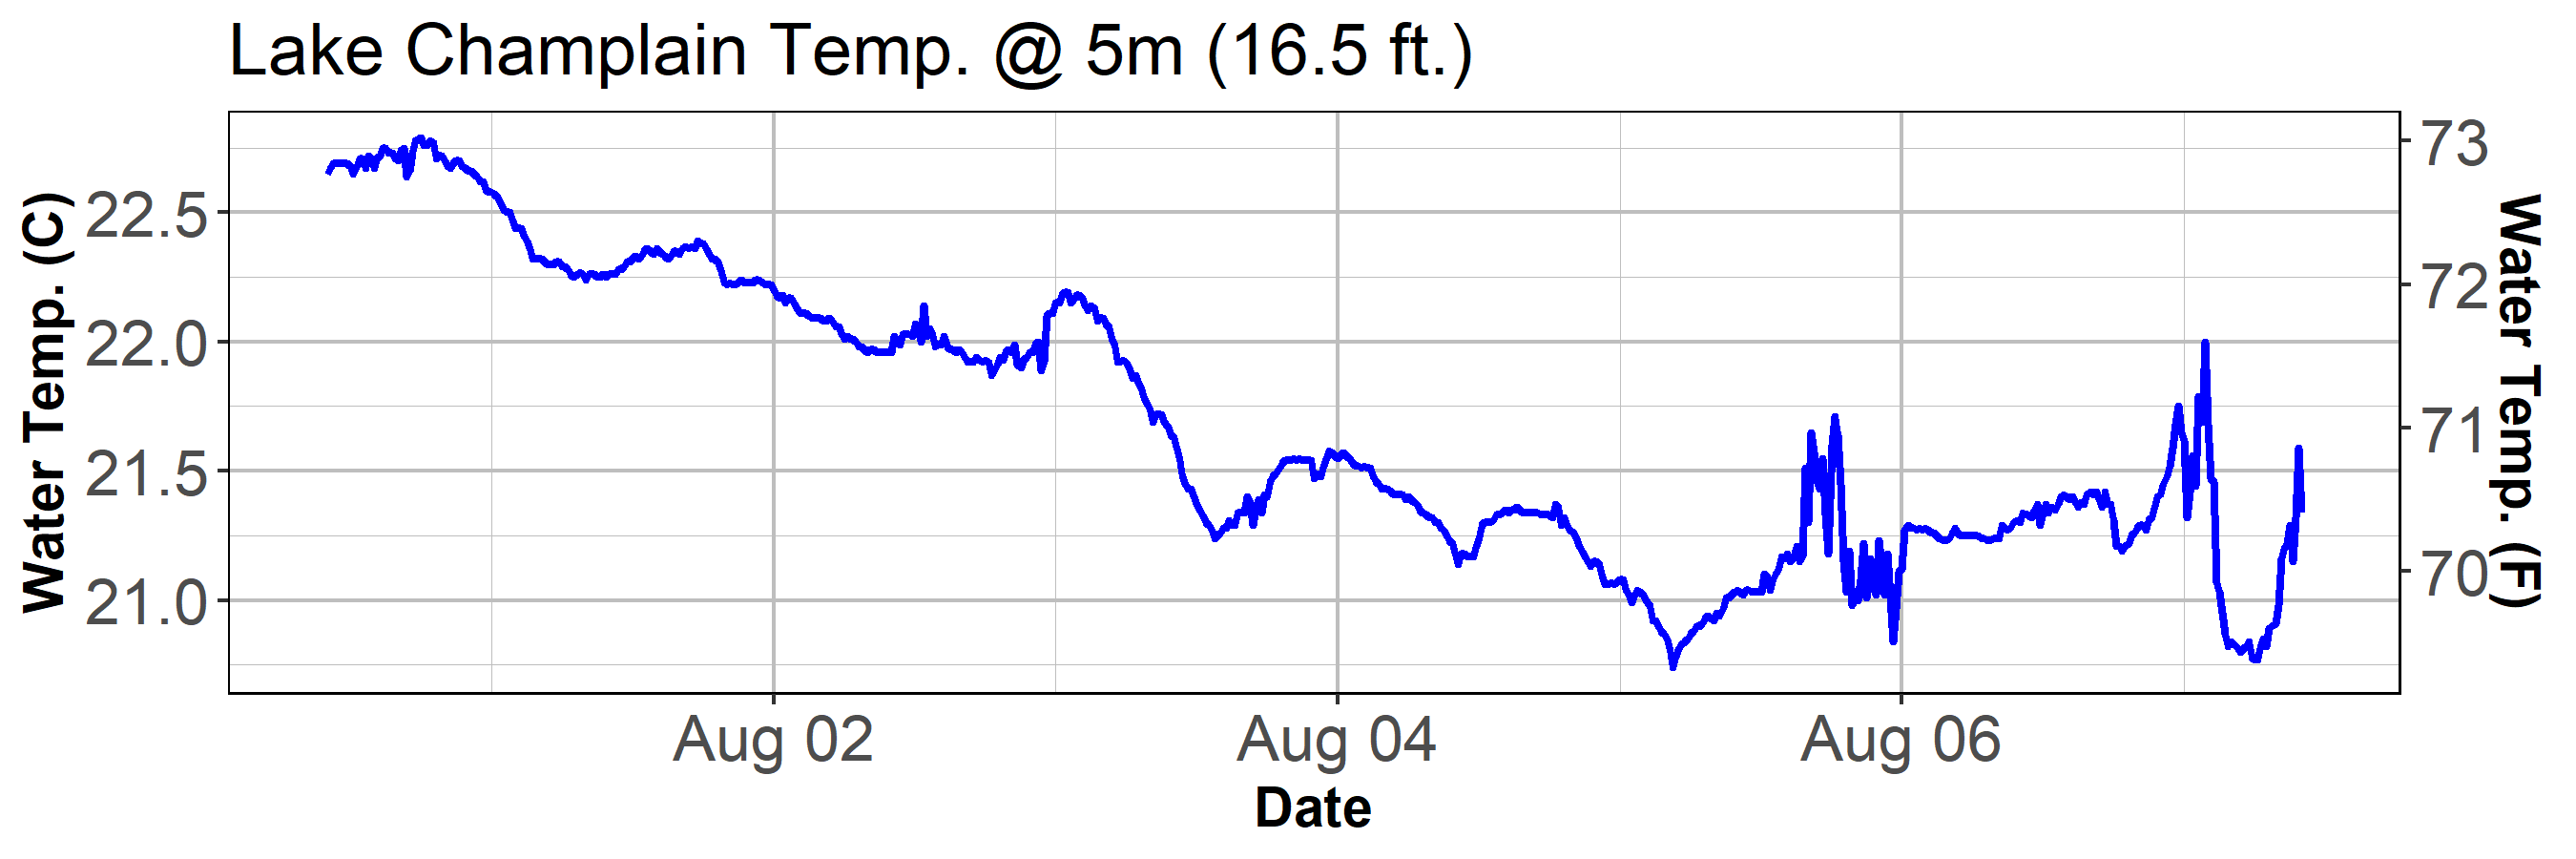 Lake Champlain Temp. @ 5m (16.5 ft.)
Water Temp. (C)
22.5
22.0
21.5
21.0
73
72
71
70
Water Temp. (F)
Aug 02
Aug 04
Aug 06
Date